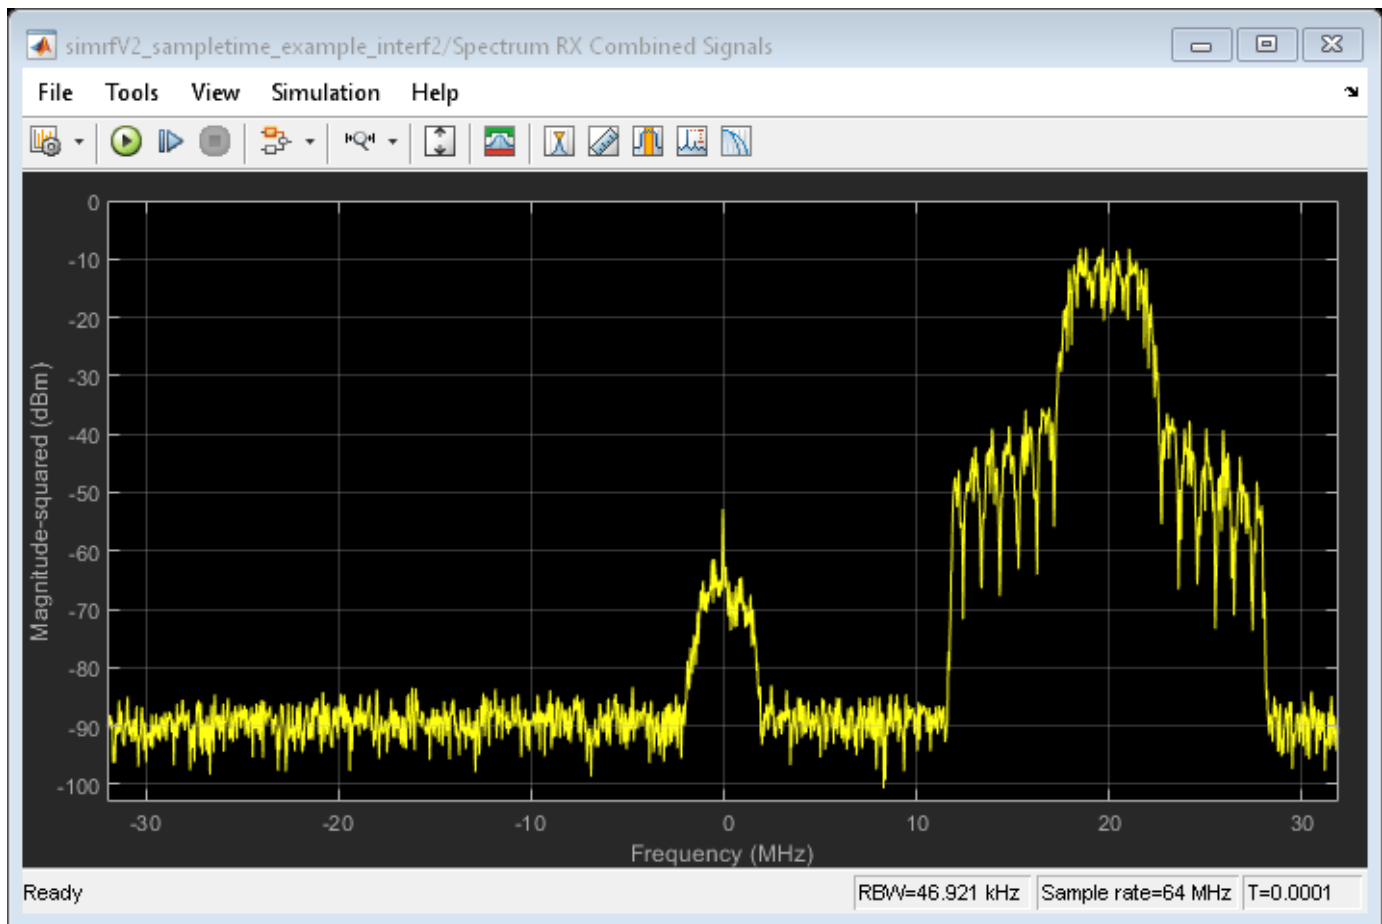 simrfV2_sampletime_example_interf2/Spectrum RX Combined Signals
File Tools View Simulation Help
0
-10
-20
-30
-40
-50
-60
-70
-80
-90
-100
Magnitude-squared (dBm)
-30 -20 -10 0 10 20 30
Frequency (MHz)
Ready RBW=46.921 kHz Sample rate=64 MHz T=0.0001